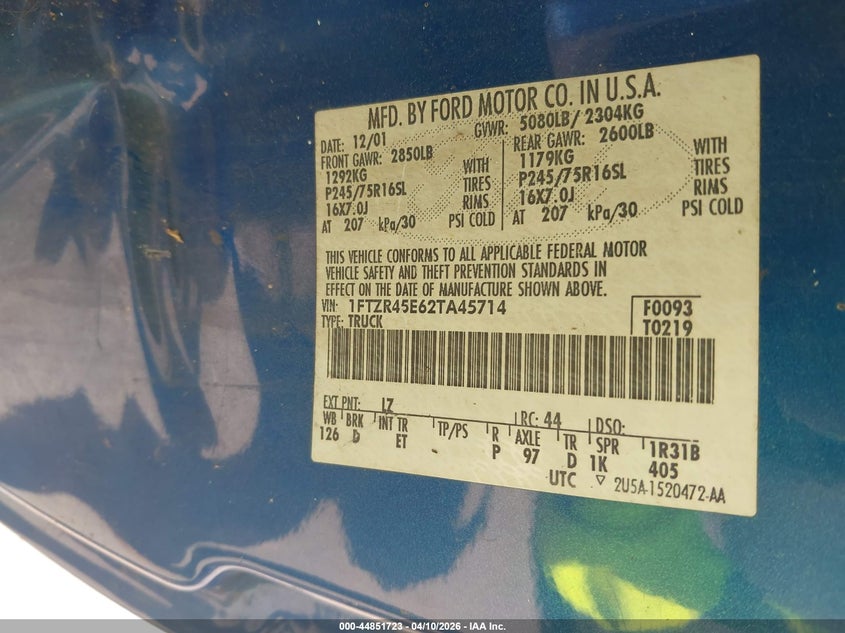 MFD. BY FORD MOTOR CO. IN U.S.A.
DATE: 12/01 GVWR: 5080LB/ 2304KG
FRONT GAWR: 2850LB REAR GAWR: 2600LB
1292KG WITH 1179KG WITH
P245/75R16SL TIRES P245/75R16SL TIRES
16X7.0J RIMS 16X7.0J RIMS
AT 207 kPa/30 PSI COLD AT 207 kPa/30 PSI COLD
THIS VEHICLE CONFORMS TO ALL APPLICABLE FEDERAL MOTOR
VEHICLE SAFETY AND THEFT PREVENTION STANDARDS IN
EFFECT ON THE DATE OF MANUFACTURE SHOWN ABOVE.
VIN: 1FTZR45E62TA45714 F0093
TYPE: TRUCK T0219
EXT PNT: LZ RC: 44 DSO:
WB BRK INT TR TP/PS R AXLE TR SPR 1R31B
126 D ET P 97 D 1K 405
UTC ▽ 2U5A-1520472-AA
000-44851723 - 04/10/2026 - IAA Inc.